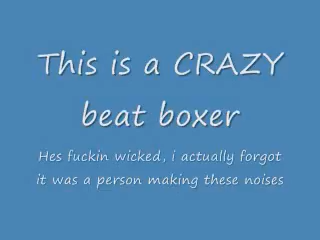 This is a CRAZY
beat boxer
Hes fuckin wicked, i actually forgot
it was a person making these noises